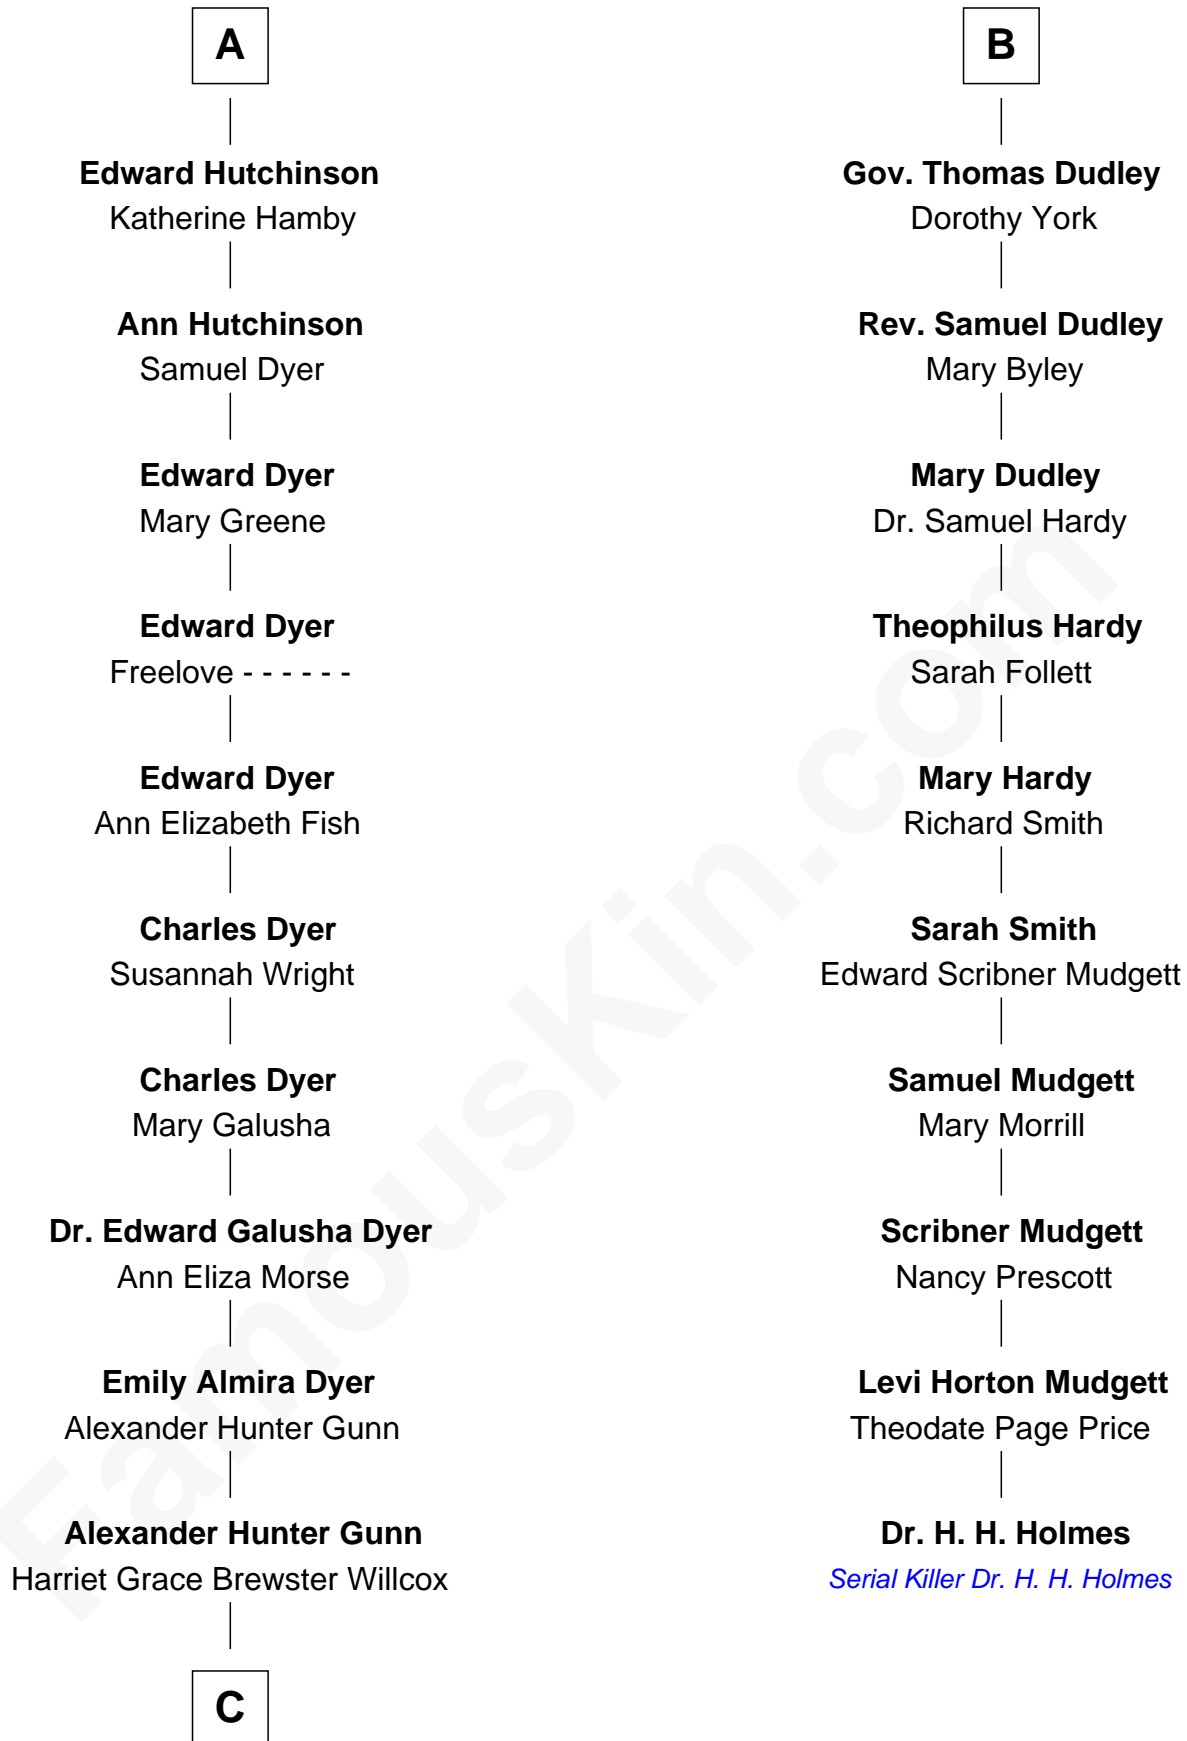 A
Edward Hutchinson
Katherine Hamby
Ann Hutchinson
Samuel Dyer
Edward Dyer
Mary Greene
Edward Dyer
Freelove - - - - - -
Edward Dyer
Ann Elizabeth Fish
Charles Dyer
Susannah Wright
Charles Dyer
Mary Galusha
Dr. Edward Galusha Dyer
Ann Eliza Morse
Emily Almira Dyer
Alexander Hunter Gunn
Alexander Hunter Gunn
Harriet Grace Brewster Willcox
C
B
Gov. Thomas Dudley
Dorothy York
Rev. Samuel Dudley
Mary Byley
Mary Dudley
Dr. Samuel Hardy
Theophilus Hardy
Sarah Follett
Mary Hardy
Richard Smith
Sarah Smith
Edward Scribner Mudgett
Samuel Mudgett
Mary Morrill
Scribner Mudgett
Nancy Prescott
Levi Horton Mudgett
Theodate Page Price
Dr. H. H. Holmes
Serial Killer Dr. H. H. Holmes
FamousKin.com